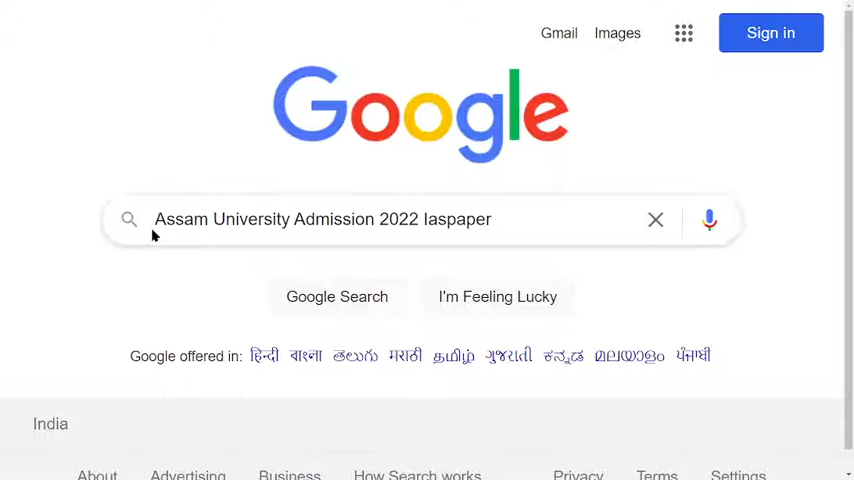 Gmail Images Sign in
Google
Assam University Admission 2022 Iaspaper
Google Search I'm Feeling Lucky
Google offered in: हिन्दी বাংলা తెలుగు मराठी தமிழ் ગુજરાતી ಕನ್ನಡ മലയാളം ਪੰਜਾਬੀ
India
About Advertising Business How Search works Privacy Terms Settings